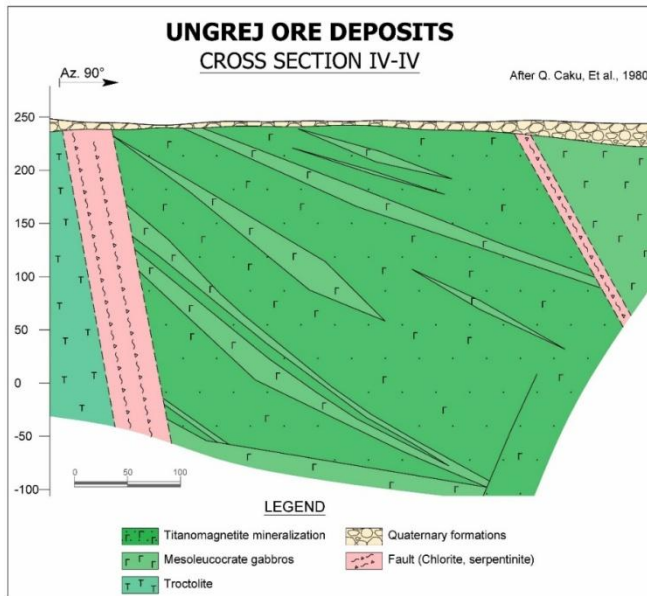 UNGREJ ORE DEPOSITS
CROSS SECTION IV-IV
Az. 90°
After Q. Caku, Et al., 1980
250
200
150
100
50
0
-50
-100
0 50 100
LEGEND
Titanomagnetite mineralization
Quaternary formations
Mesoleucocrate gabbros
Fault (Chlorite, serpentinite)
Troctolite